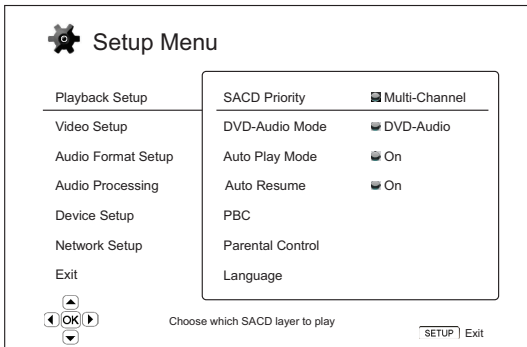 Setup Menu
Playback Setup
Video Setup
Audio Format Setup
Audio Processing
Device Setup
Network Setup
Exit
SACD Priority Multi-Channel
DVD-Audio Mode DVD-Audio
Auto Play Mode On
Auto Resume On
PBC
Parental Control
Language
OK
Choose which SACD layer to play
SETUP Exit